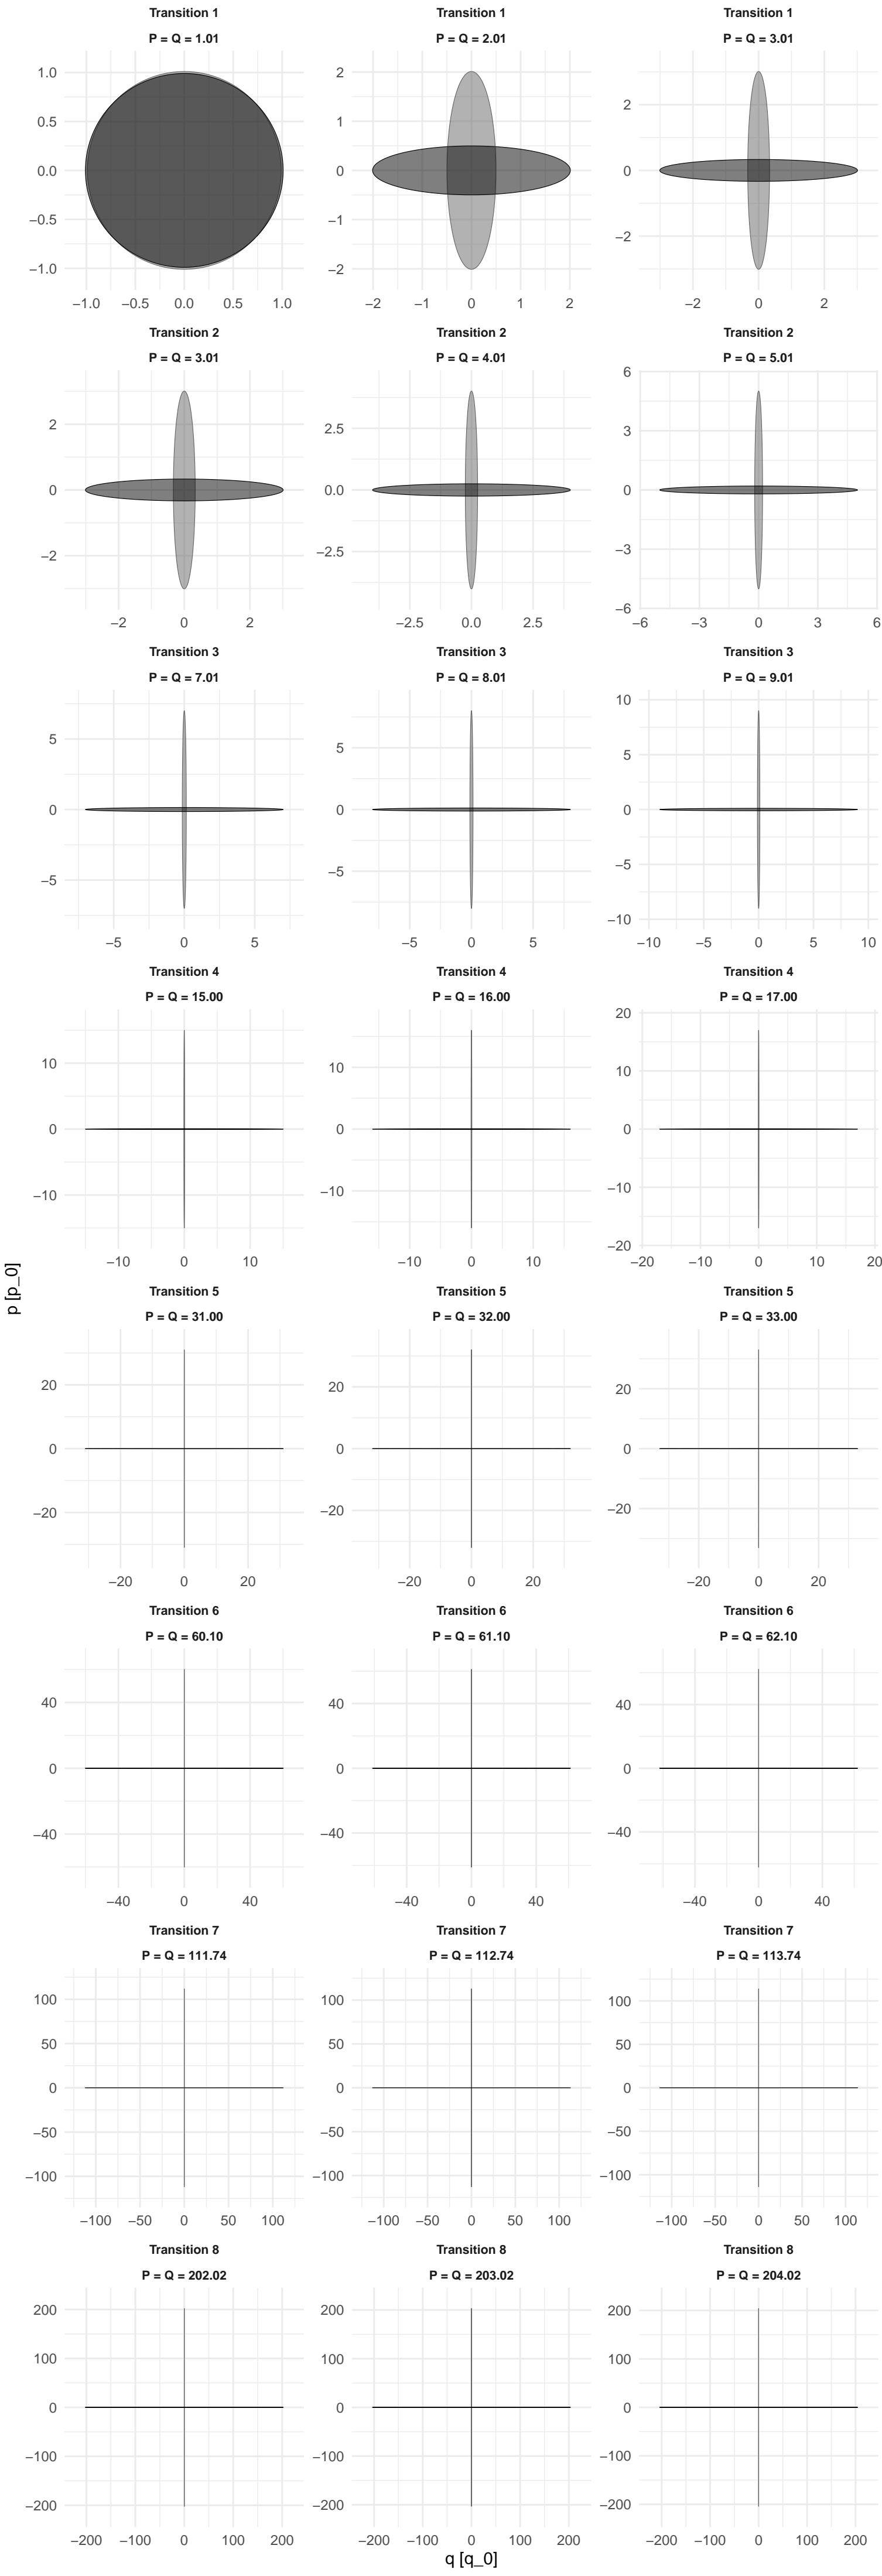 Transition 1 Transition 1 Transition 1
P = Q = 1.01 P = Q = 2.01 P = Q = 3.01
1.0 2 2
0.5 1
0.0 0 0
−0.5 −1
−1.0 −2 −2
−1.0 −0.5 0.0 0.5 1.0 −2 −1 0 1 2 −2 0 2
Transition 2 Transition 2 Transition 2
P = Q = 3.01 P = Q = 4.01 P = Q = 5.01
2 2.5 6
3
0 0.0 0
−2 −2.5 −3
−6
−2 0 2 −2.5 0.0 2.5 −6 −3 0 3 6
Transition 3 Transition 3 Transition 3
P = Q = 7.01 P = Q = 8.01 P = Q = 9.01
10
5 5 5
0 0 0
−5 −5 −5
−10
−5 0 5 −5 0 5 −10 −5 0 5 10
Transition 4 Transition 4 Transition 4
P = Q = 15.00 P = Q = 16.00 P = Q = 17.00
20
10 10 10
0 0 0
−10 −10 −10
−20
−10 0 10 −10 0 10 −20 −10 0 10 20
p [p_0]
Transition 5 Transition 5 Transition 5
P = Q = 31.00 P = Q = 32.00 P = Q = 33.00
20 20 20
0 0 0
−20 −20 −20
−20 0 20 −20 0 20 −20 0 20
Transition 6 Transition 6 Transition 6
P = Q = 60.10 P = Q = 61.10 P = Q = 62.10
40 40 40
0 0 0
−40 −40 −40
−40 0 40 −40 0 40 −40 0 40
Transition 7 Transition 7 Transition 7
P = Q = 111.74 P = Q = 112.74 P = Q = 113.74
100 100 100
50 50 50
0 0 0
−50 −50 −50
−100 −100 −100
−100 −50 0 50 100 −100 −50 0 50 100 −100 −50 0 50 100
Transition 8 Transition 8 Transition 8
P = Q = 202.02 P = Q = 203.02 P = Q = 204.02
200 200 200
100 100 100
0 0 0
−100 −100 −100
−200 −200 −200
−200 −100 0 100 200 −200 −100 0 100 200 −200 −100 0 100 200
q [q_0]